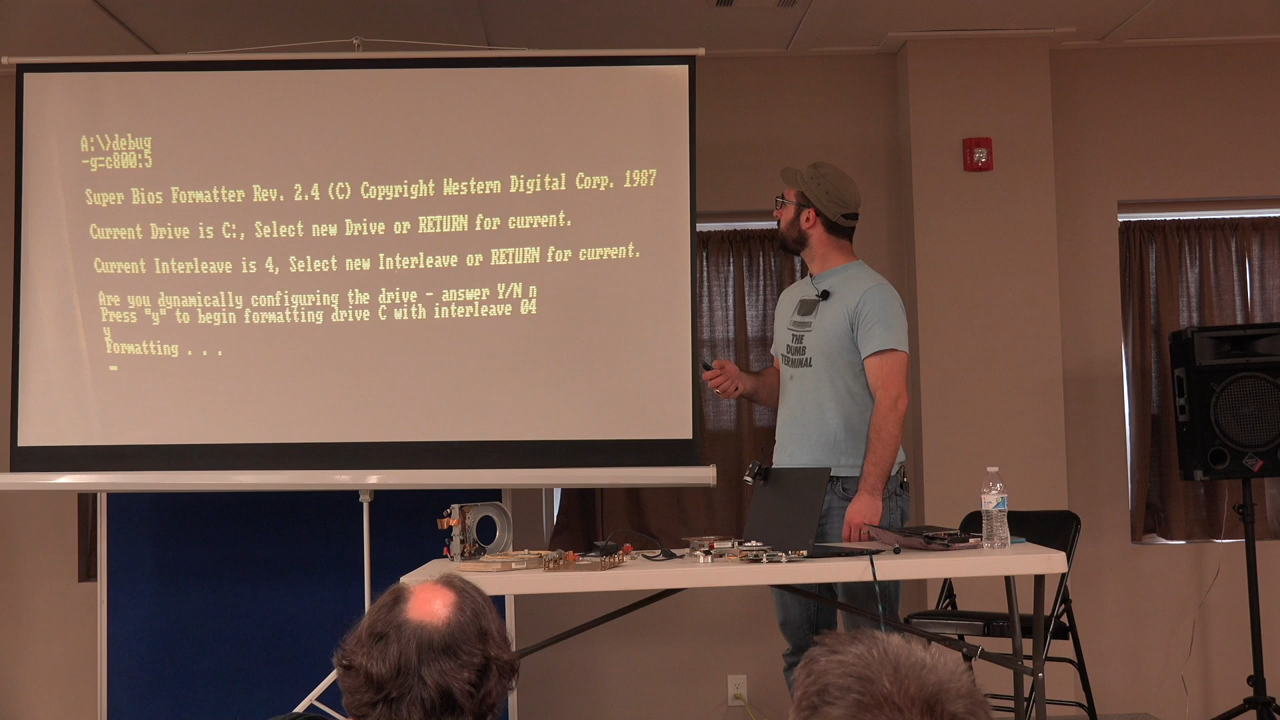 A:\>debug
-g=c800:5
Super Bios Formatter Rev. 2.4 (C) Copyright Western Digital Corp. 1987
Current Drive is C:, Select new Drive or RETURN for current.
Current Interleave is 4, Select new Interleave or RETURN for current.
Are you dynamically configuring the drive - answer Y/N n
Press "y" to begin formatting drive C with interleave 04
y
Formatting . . .
THE
DUMB
TERMINAL